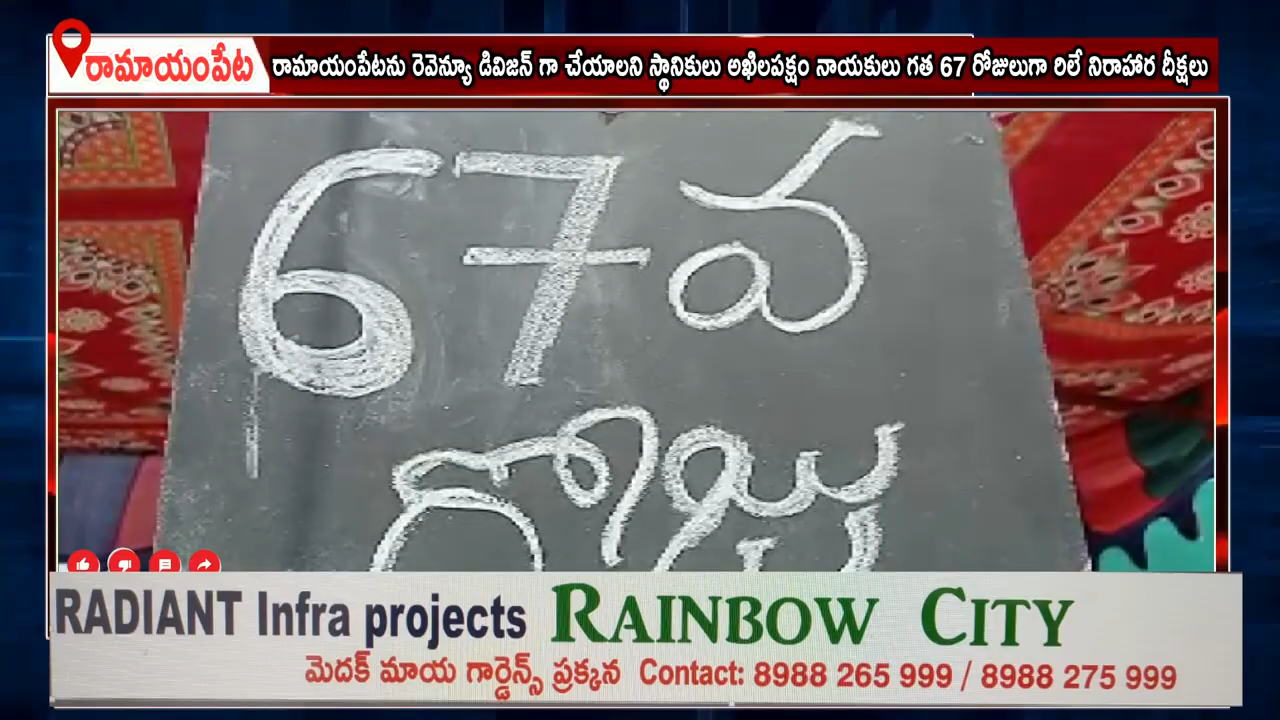 రామాయంపేట
రామాయంపేటను రెవెన్యూ డివిజన్ గా చేయాలని స్థానికులు అఖిలపక్షం నాయకులు గత 67 రోజులుగా రిలే నిరాహార దీక్షలు
67వ
రోజు
RADIANT Infra projects RAINBOW CITY
మెదక్ మాయ గార్డెన్స్ ప్రక్కన Contact: 8988 265 999 / 8988 275 999